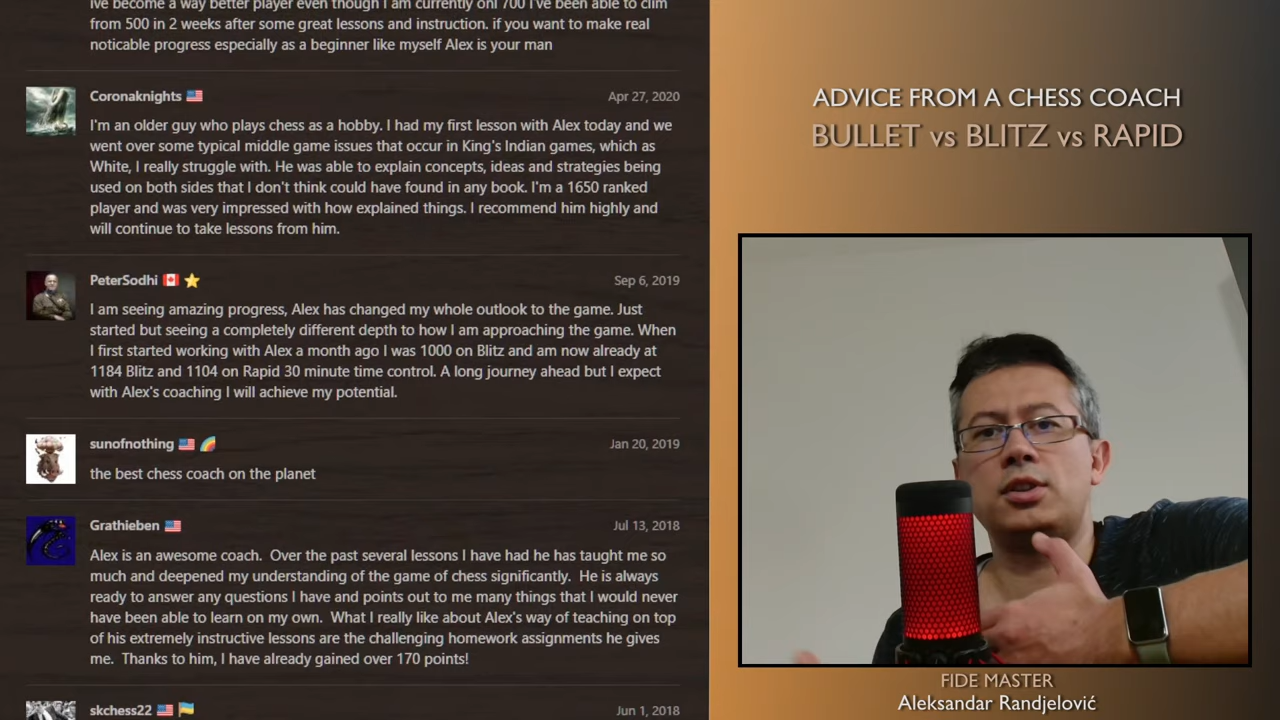 Ive become a way better player even though I am currently onl 700 I've been able to clim
from 500 in 2 weeks after some great lessons and instruction. if you want to make real
noticable progress especially as a beginner like myself Alex is your man
Coronaknights
Apr 27, 2020
I'm an older guy who plays chess as a hobby. I had my first lesson with Alex today and we
went over some typical middle game issues that occur in King's Indian games, which as
White, I really struggle with. He was able to explain concepts, ideas and strategies being
used on both sides that I don't think could have found in any book. I'm a 1650 ranked
player and was very impressed with how explained things. I recommend him highly and
will continue to take lessons from him.
PeterSodhi
Sep 6, 2019
I am seeing amazing progress, Alex has changed my whole outlook to the game. Just
started but seeing a completely different depth to how I am approaching the game. When
I first started working with Alex a month ago I was 1000 on Blitz and am now already at
1184 Blitz and 1104 on Rapid 30 minute time control. A long journey ahead but I expect
with Alex's coaching I will achieve my potential.
sunofnothing
Jan 20, 2019
the best chess coach on the planet
Grathieben
Jul 13, 2018
Alex is an awesome coach. Over the past several lessons I have had he has taught me so
much and deepened my understanding of the game of chess significantly. He is always
ready to answer any questions I have and points out to me many things that I would never
have been able to learn on my own. What I really like about Alex's way of teaching on top
of his extremely instructive lessons are the challenging homework assignments he gives
me. Thanks to him, I have already gained over 170 points!
skchess22
Jun 1, 2018
ADVICE FROM A CHESS COACH
BULLET vs BLITZ vs RAPID
FIDE MASTER
Aleksandar Randjelović